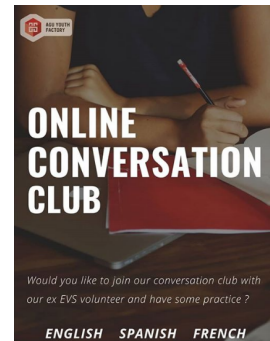 AGU YOUTH
FACTORY
ONLINE
CONVERSATION
CLUB
Would you like to join our conversation club with
our ex EVS volunteer and have some practice ?
ENGLISH SPANISH FRENCH